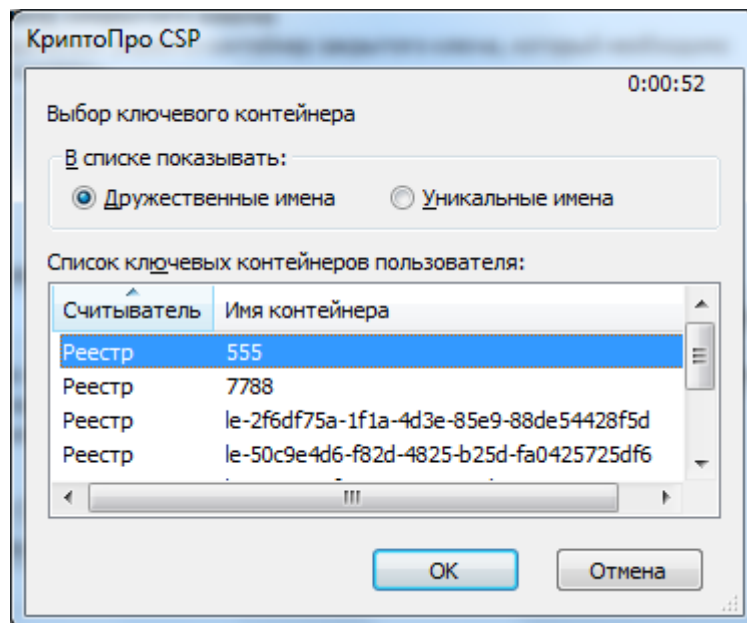 КриптоПро CSP
0:00:52
Выбор ключевого контейнера
В списке показывать:
Дружественные имена Уникальные имена
Список ключевых контейнеров пользователя:
Считыватель Имя контейнера
Реестр 555
Реестр 7788
Реестр le-2f6df75a-1f1a-4d3e-85e9-88de54428f5d
Реестр le-50c9e4d6-f82d-4825-b25d-fa0425725df6
ОК Отмена